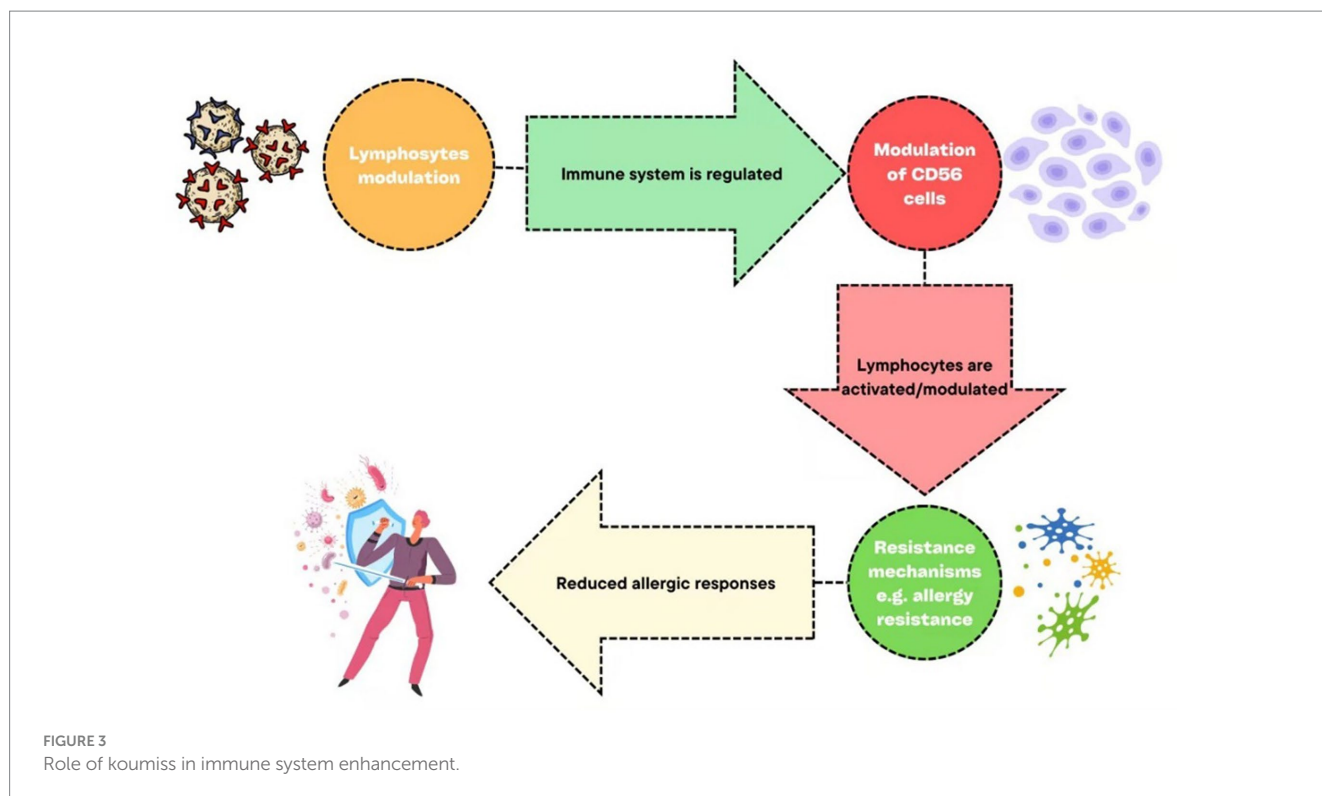 Lymphosytes
modulation
Immune system is regulated
Modulation
of CD56
cells
Lymphocytes are
activated/modulated
Resistance
mechanisms
e.g. allergy
resistance
Reduced allergic responses
FIGURE 3
Role of koumiss in immune system enhancement.